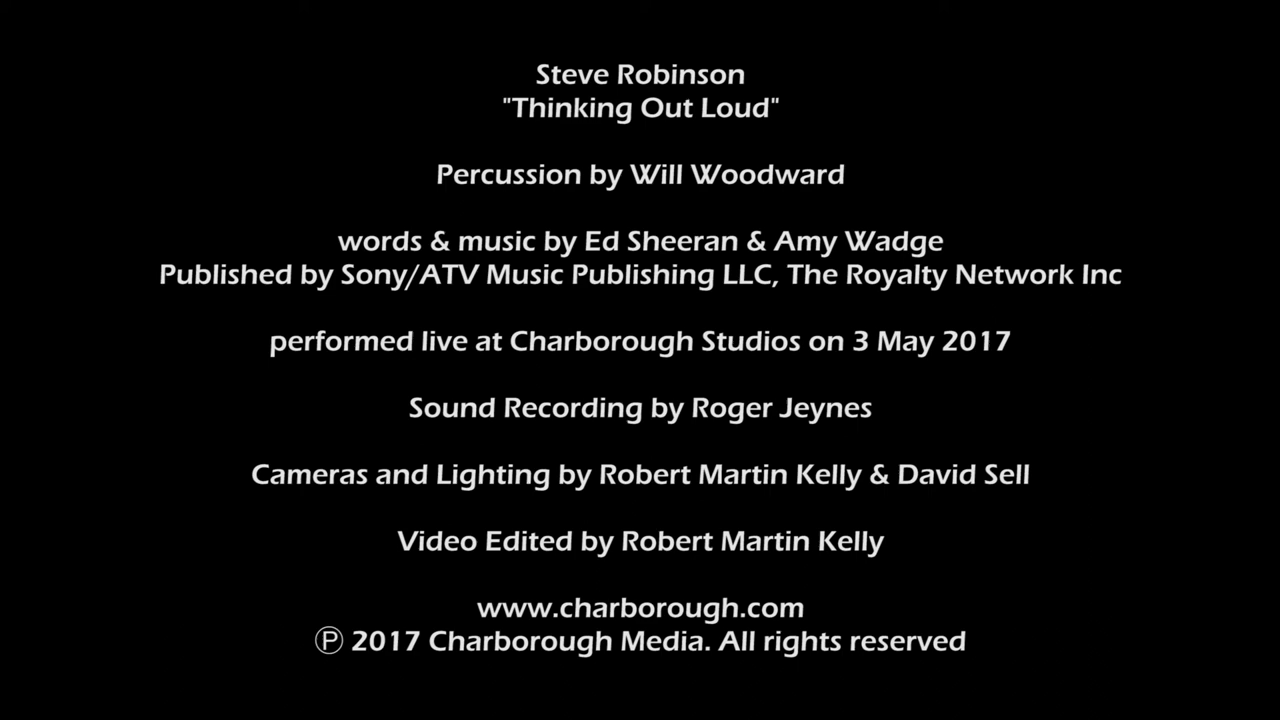 Steve Robinson
"Thinking Out Loud"
Percussion by Will Woodward
words & music by Ed Sheeran & Amy Wadge
Published by Sony/ATV Music Publishing LLC, The Royalty Network Inc
performed live at Charborough Studios on 3 May 2017
Sound Recording by Roger Jeynes
Cameras and Lighting by Robert Martin Kelly & David Sell
Video Edited by Robert Martin Kelly
www.charborough.com
℗ 2017 Charborough Media. All rights reserved